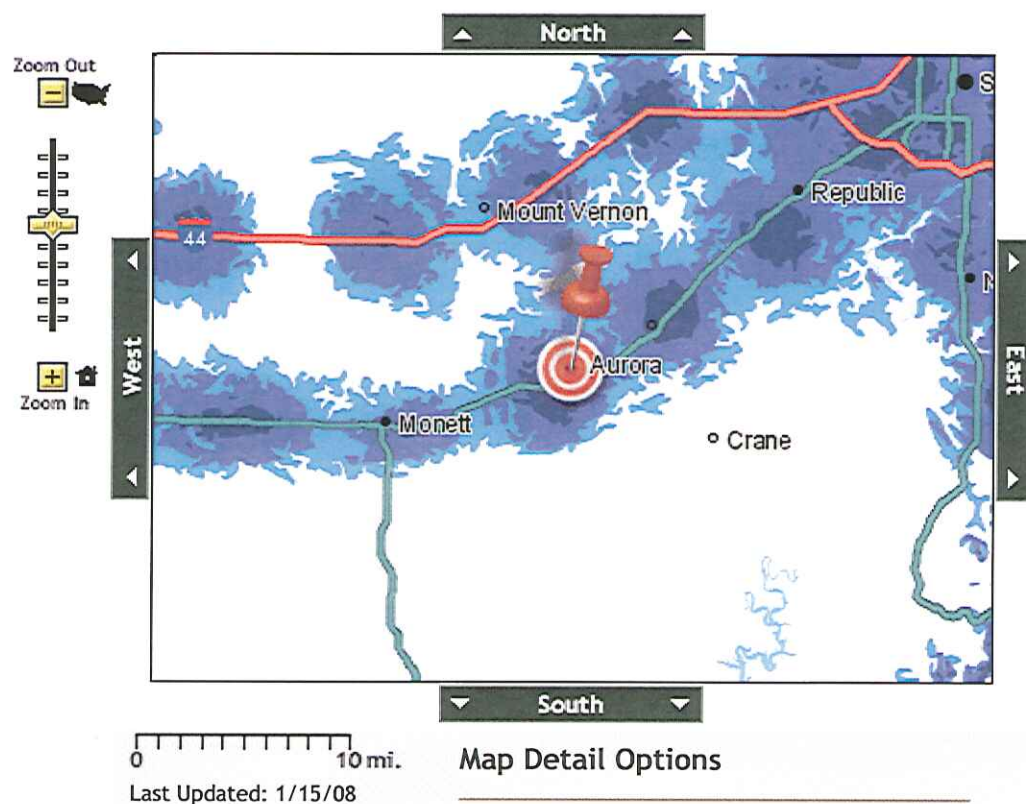 North
Zoom Out
S
Republic
Mount Vernon
44
West
East
N
Aurora
Zoom In
Monett
Crane
South
0 10 mi.
Map Detail Options
Last Updated: 1/15/08